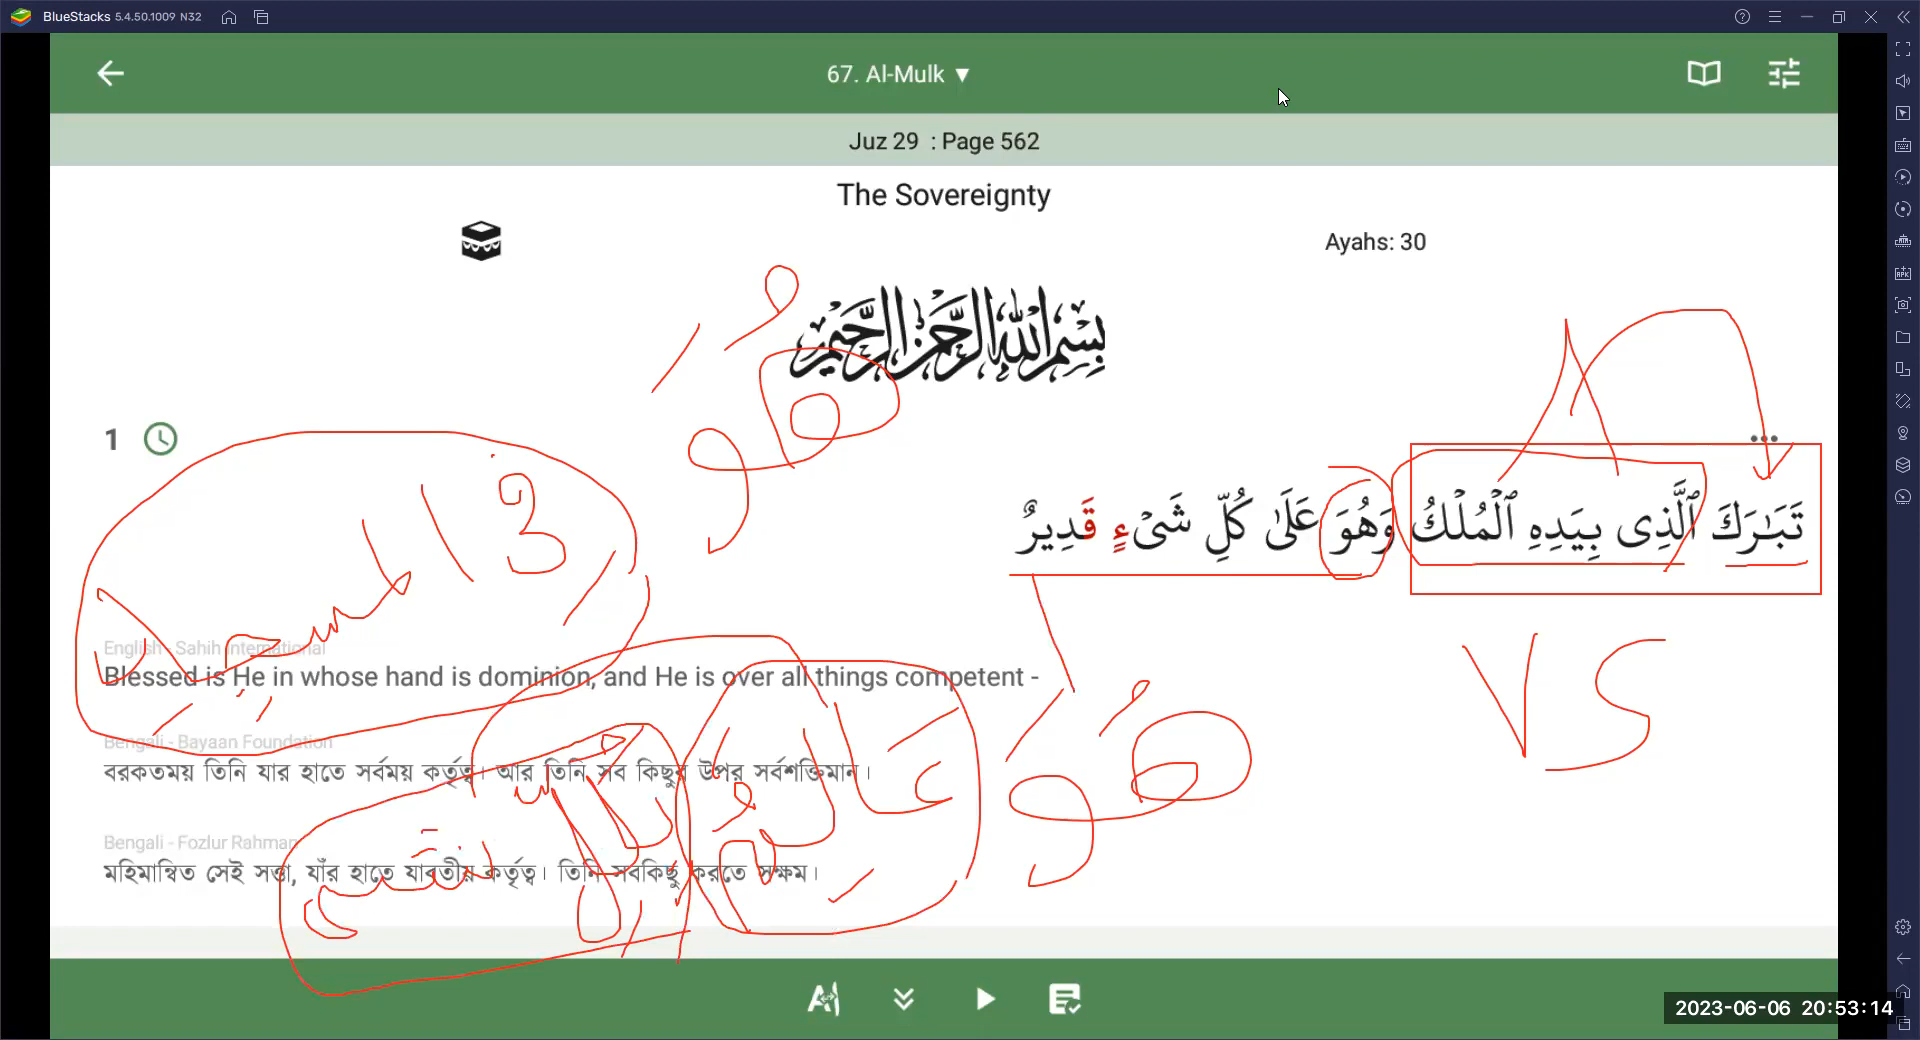 BlueStacks 5.4.50.1009 N32
67. Al-Mulk ▼
Juz 29 : Page 562
The Sovereignty
Ayahs: 30
بِسْمِ اللَّهِ الرَّحْمَٰنِ الرَّحِيمِ
1
تَبَـٰرَكَ ٱلَّذِى بِيَدِهِ ٱلْمُلْكُ وَهُوَ عَلَىٰ كُلِّ شَىْءٍ قَدِيرٌ
هُوَ
في المسجد
VS
هُوَ
English - Sahih International
Blessed is He in whose hand is dominion, and He is over all things competent -
Bengali - Bayaan Foundation
বরকতময় তিনি যার হাতে সর্বময় কর্তৃত্ব। আর তিনি সব কিছুর উপর সর্বশক্তিমান।
Bengali - Fozlur Rahman
মহিমান্বিত সেই সত্তা, যাঁর হাতে যাবতীয় কর্তৃত্ব। তিনি সবকিছু করতে সক্ষম।
2023-06-06 20:53:14